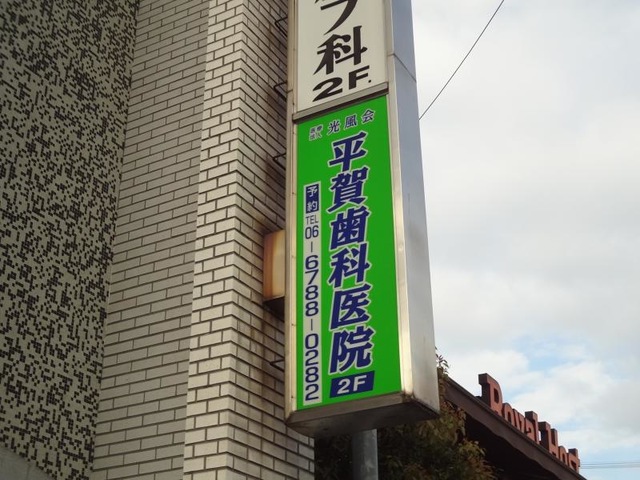 フ科
2F.
医療法人 光風会
平賀歯科医院
2F
予約 TEL 06-6788-0282
Royal Host